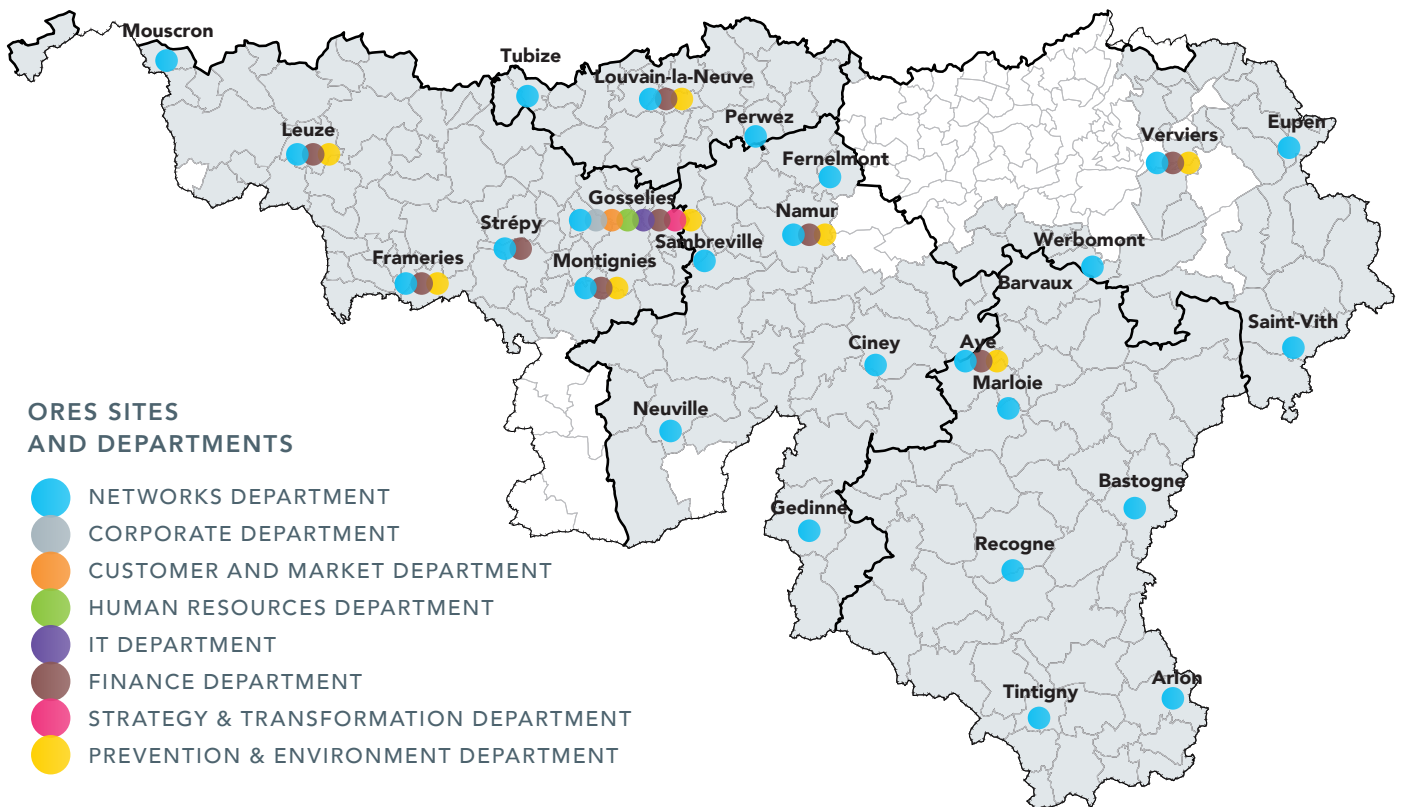 Mouscron
Tubize
Louvain-la-Neuve
Perwez
Eupen
Leuze
Verviers
Fernelmont
Gosselies
Namur
Strépy
Sambreville
Werbomont
Frameries
Montignies
Barvaux
Saint-Vith
Ciney
Aye
Marloie
Neuville
ORES SITES
AND DEPARTMENTS
Bastogne
NETWORKS DEPARTMENT
Gedinne
CORPORATE DEPARTMENT
Recogne
CUSTOMER AND MARKET DEPARTMENT
HUMAN RESOURCES DEPARTMENT
IT DEPARTMENT
FINANCE DEPARTMENT
Arlon
Tintigny
STRATEGY & TRANSFORMATION DEPARTMENT
PREVENTION & ENVIRONMENT DEPARTMENT